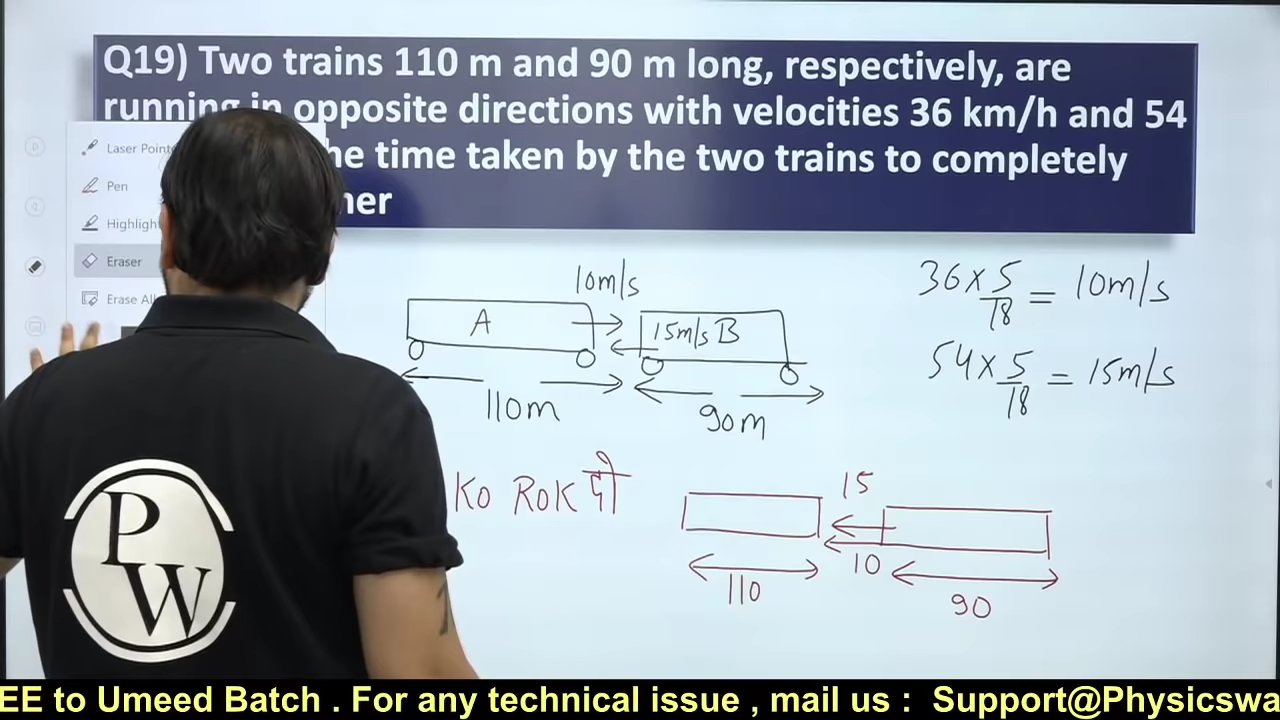 Q19) Two trains 110 m and 90 m long, respectively, are
running in opposite directions with velocities 36 km/h and 54
he time taken by the two trains to completely
her
Laser Point
Pen
Highligh
Eraser
Erase All
10m/s
A
15m/s B
110m
90m
36 × 5/18 = 10m/s
54 × 5/18 = 15m/s
KO ROK दो
15
10
110
90
P
W
EE to Umeed Batch . For any technical issue , mail us : Support@Physicswa